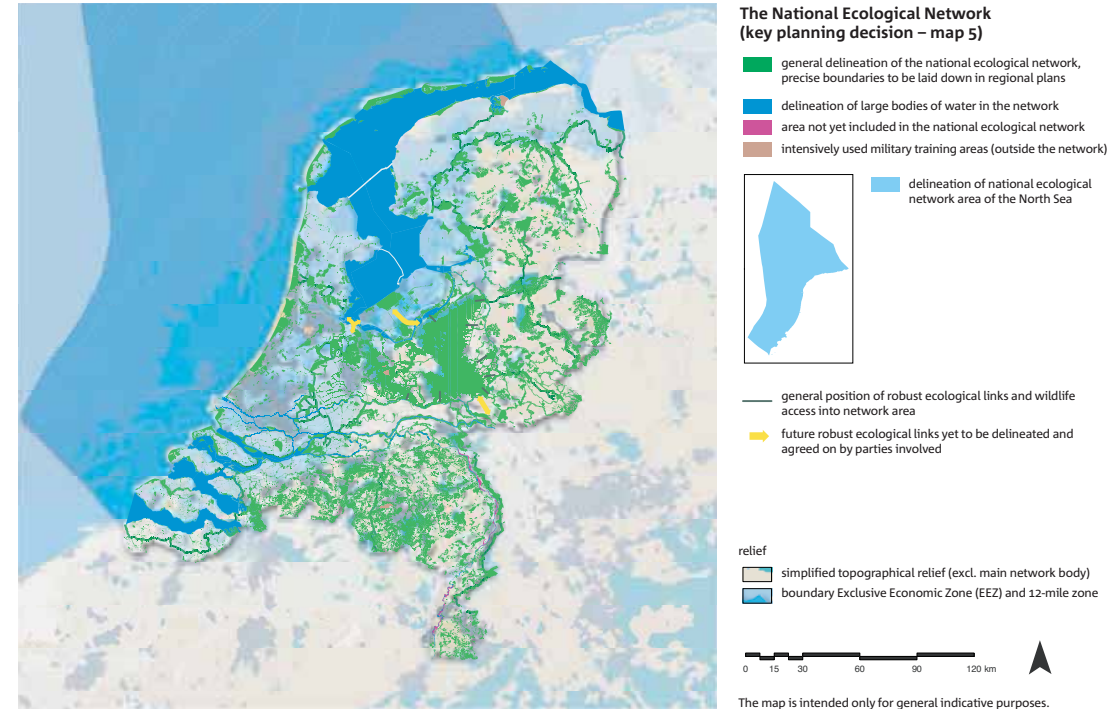 The National Ecological Network
(key planning decision – map 5)
general delineation of the national ecological network,
precise boundaries to be laid down in regional plans
delineation of large bodies of water in the network
area not yet included in the national ecological network
intensively used military training areas (outside the network)
delineation of national ecological
network area of the North Sea
general position of robust ecological links and wildlife
access into network area
future robust ecological links yet to be delineated and
agreed on by parties involved
relief
simplified topographical relief (excl. main network body)
boundary Exclusive Economic Zone (EEZ) and 12-mile zone
0 15 30 60 90 120 km
The map is intended only for general indicative purposes.